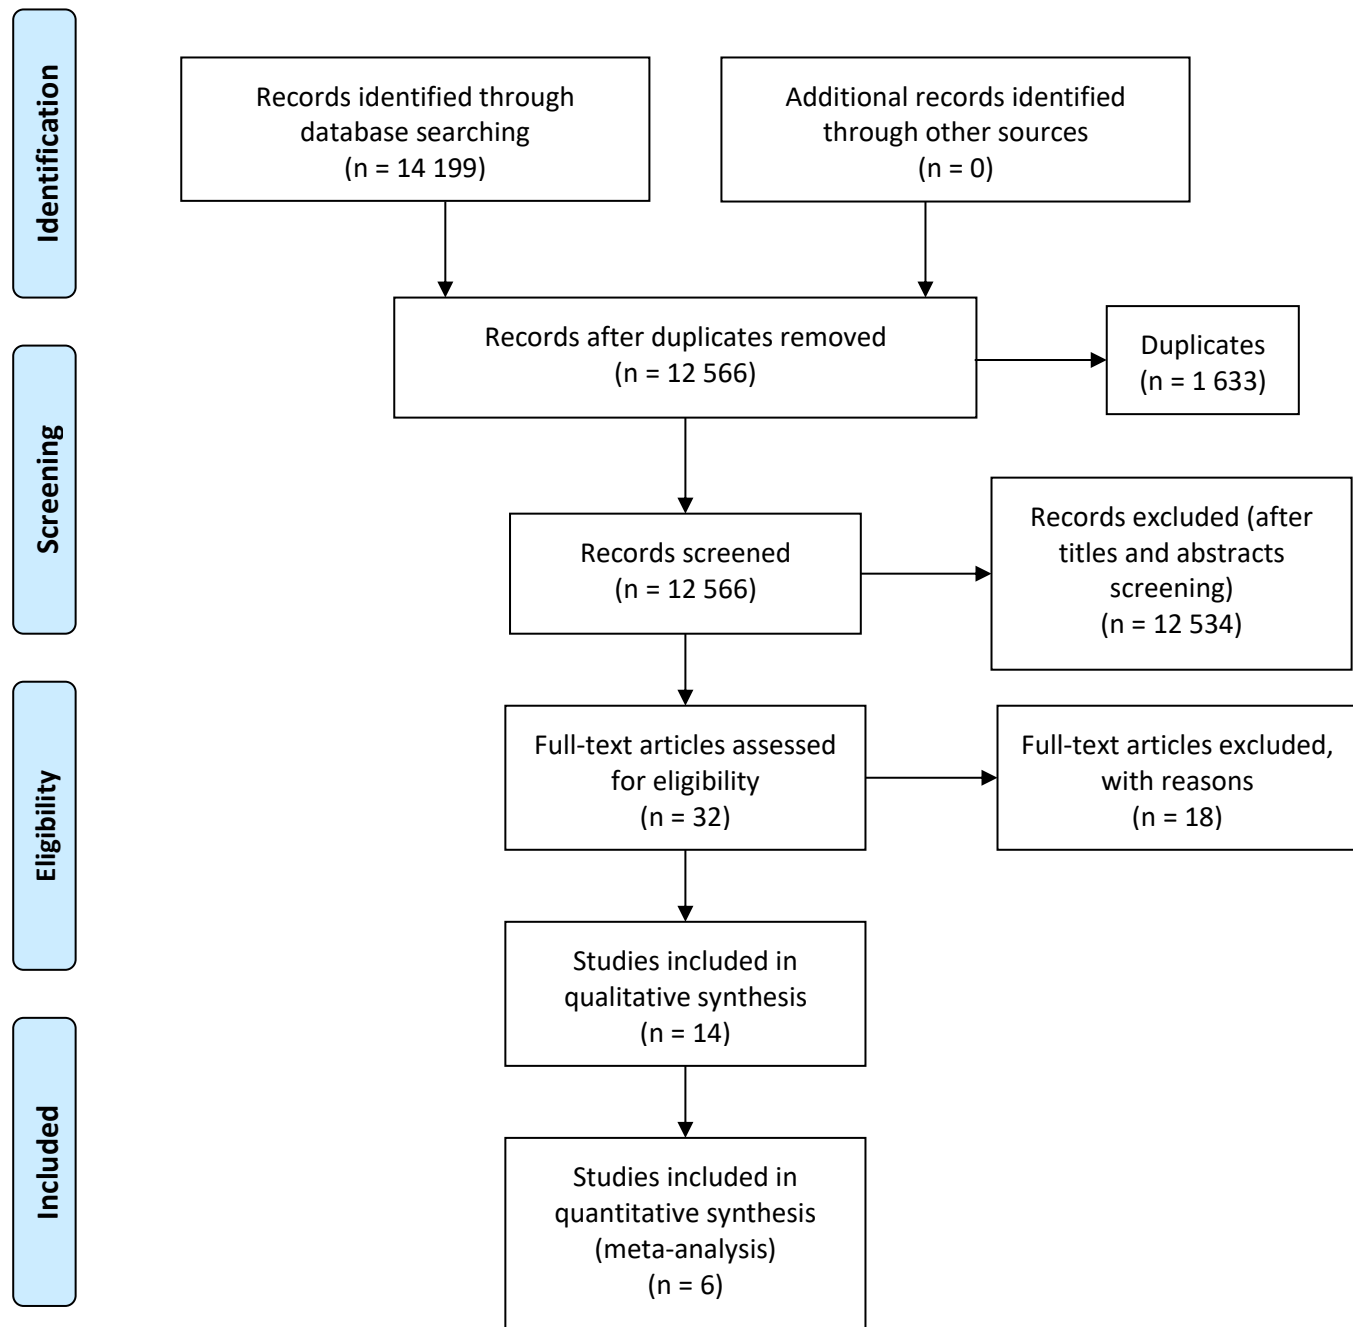 Identification
Records identified through
database searching
(n = 14 199)
Additional records identified
through other sources
(n = 0)
Records after duplicates removed
(n = 12 566)
Duplicates
(n = 1 633)
Screening
Records screened
(n = 12 566)
Records excluded (after
titles and abstracts
screening)
(n = 12 534)
Eligibility
Full-text articles assessed
for eligibility
(n = 32)
Full-text articles excluded,
with reasons
(n = 18)
Studies included in
qualitative synthesis
(n = 14)
Included
Studies included in
quantitative synthesis
(meta-analysis)
(n = 6)